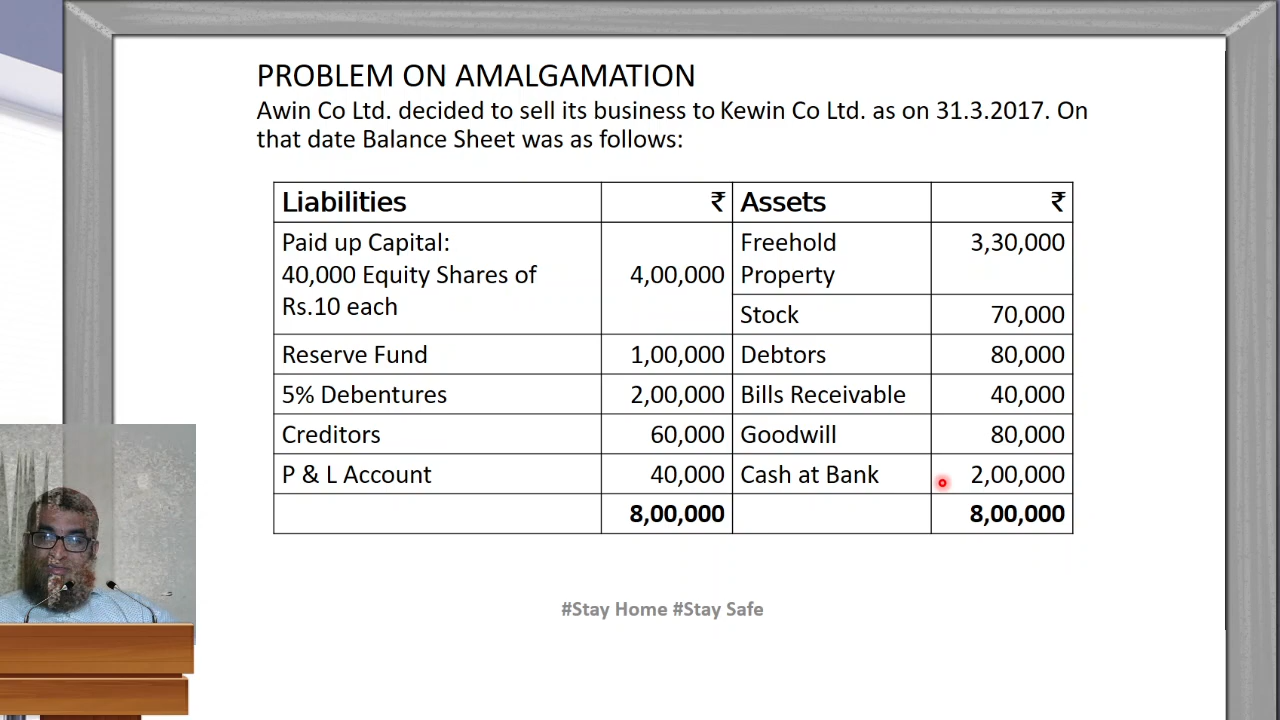 PROBLEM ON AMALGAMATION
Awin Co Ltd. decided to sell its business to Kewin Co Ltd. as on 31.3.2017. On
that date Balance Sheet was as follows:
Liabilities ₹ Assets ₹
Paid up Capital:
40,000 Equity Shares of
Rs.10 each
4,00,000
Freehold
Property
3,30,000
Stock 70,000
Reserve Fund 1,00,000 Debtors 80,000
5% Debentures 2,00,000 Bills Receivable 40,000
Creditors 60,000 Goodwill 80,000
P & L Account 40,000 Cash at Bank 2,00,000
8,00,000 8,00,000
#Stay Home #Stay Safe